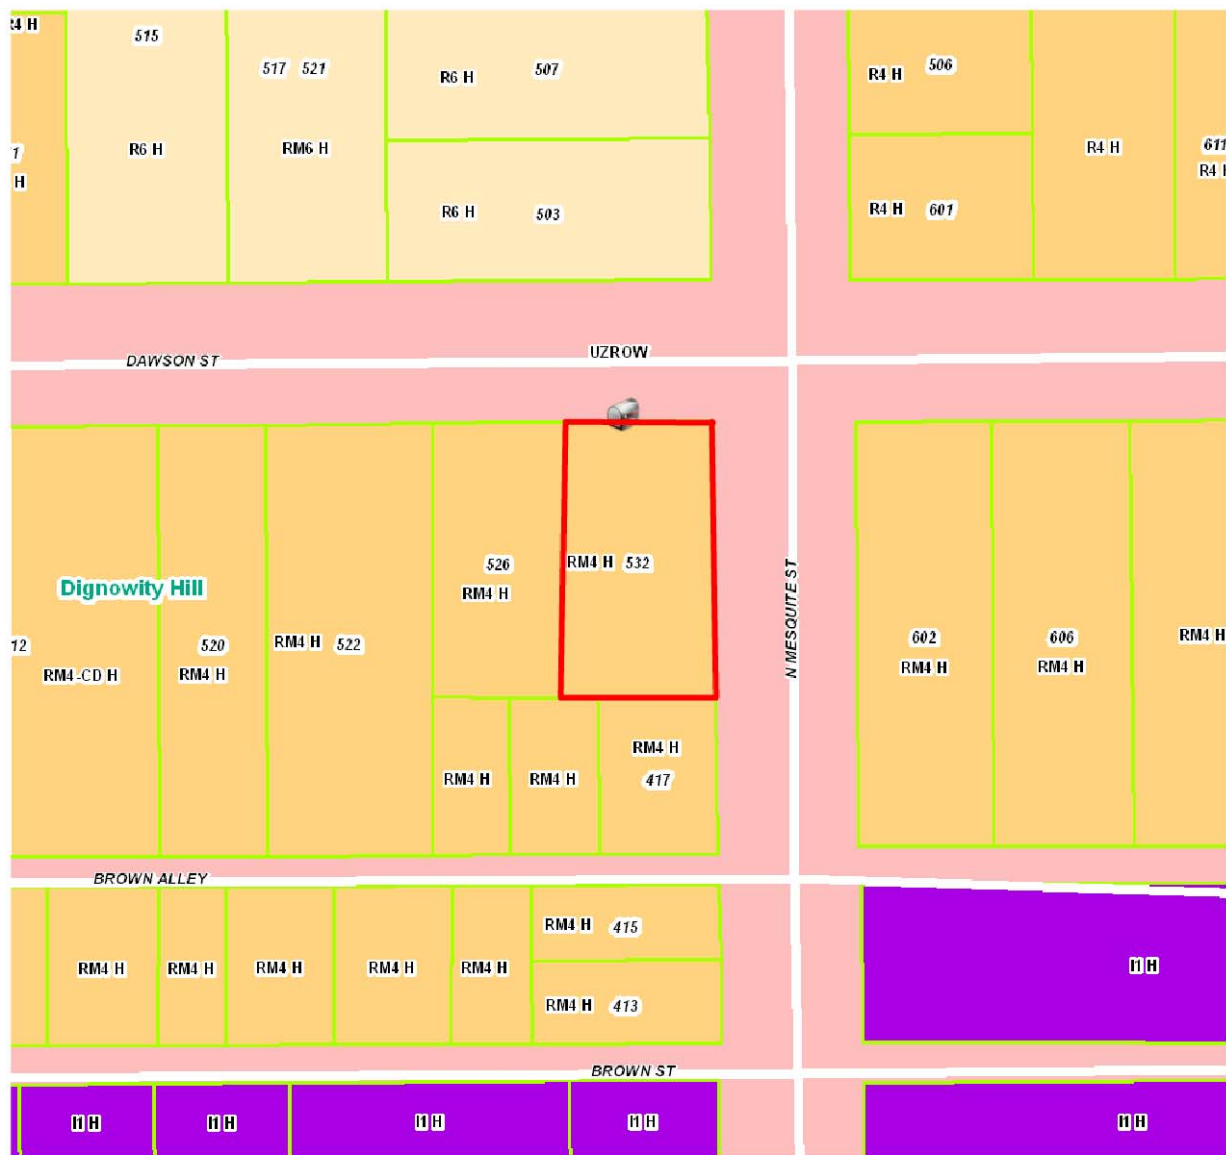 R4 H
515
517 521
507
R6 H
R6 H
RM6 H
R6 H
503
506
R4 H
R4 H
611
R4 H
R4 H
601
1
H
DAWSON ST
UZROW
N MESQUITE ST
Dignowity Hill
526
RM4 H
RM4 H
532
12
RM4-CD H
520
RM4 H
RM4 H
522
602
RM4 H
606
RM4 H
RM4 H
RM4 H
RM4 H
RM4 H
417
BROWN ALLEY
RM4 H
RM4 H
RM4 H
RM4 H
RM4 H
RM4 H
415
RM4 H
413
I1 H
BROWN ST
I1 H
I1 H
I1 H
I1 H
I1 H